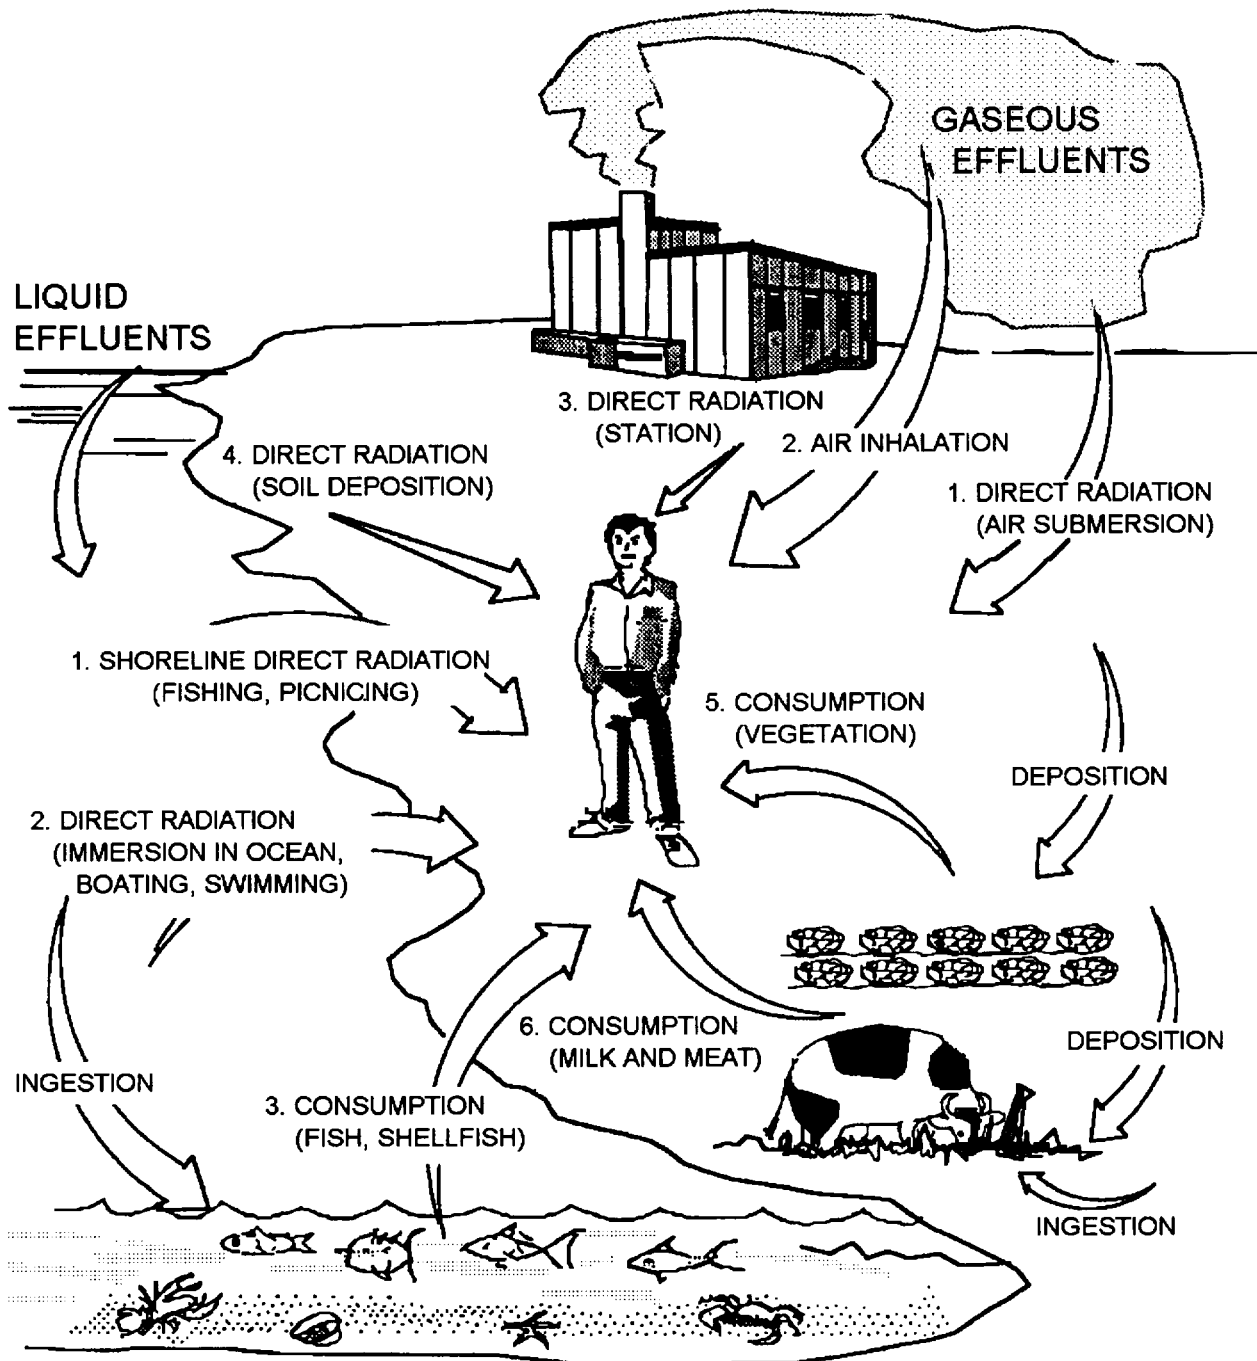 GASEOUS
EFFLUENTS
LIQUID
EFFLUENTS
3. DIRECT RADIATION
(STATION)
2. AIR INHALATION
4. DIRECT RADIATION
(SOIL DEPOSITION)
1. DIRECT RADIATION
(AIR SUBMERSION)
1. SHORELINE DIRECT RADIATION
(FISHING, PICNICING)
5. CONSUMPTION
(VEGETATION)
DEPOSITION
2. DIRECT RADIATION
(IMMERSION IN OCEAN,
BOATING, SWIMMING)
6. CONSUMPTION
(MILK AND MEAT)
DEPOSITION
INGESTION
3. CONSUMPTION
(FISH, SHELLFISH)
INGESTION